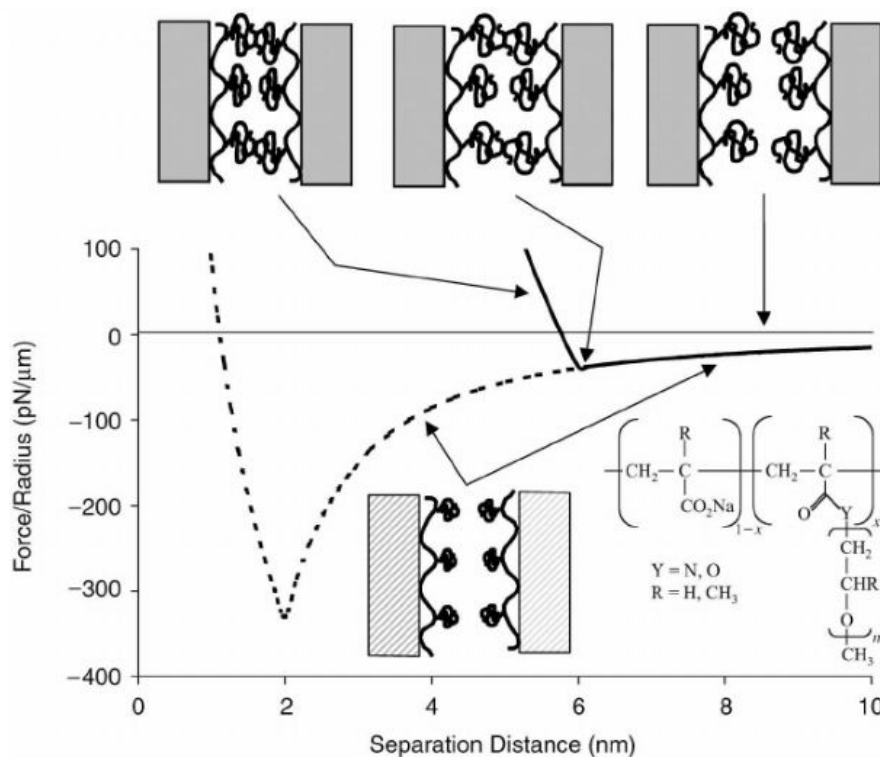 100
0
−100
−200
−300
−400
Force/Radius (pN/μm)
0
2
4
6
8
10
Separation Distance (nm)
R
R
CH₂
C
CH₂
C
CO₂Na
1−x
x
O
Y
CH₂
CHR
O
n
CH₃
Y = N, O
R = H, CH₃